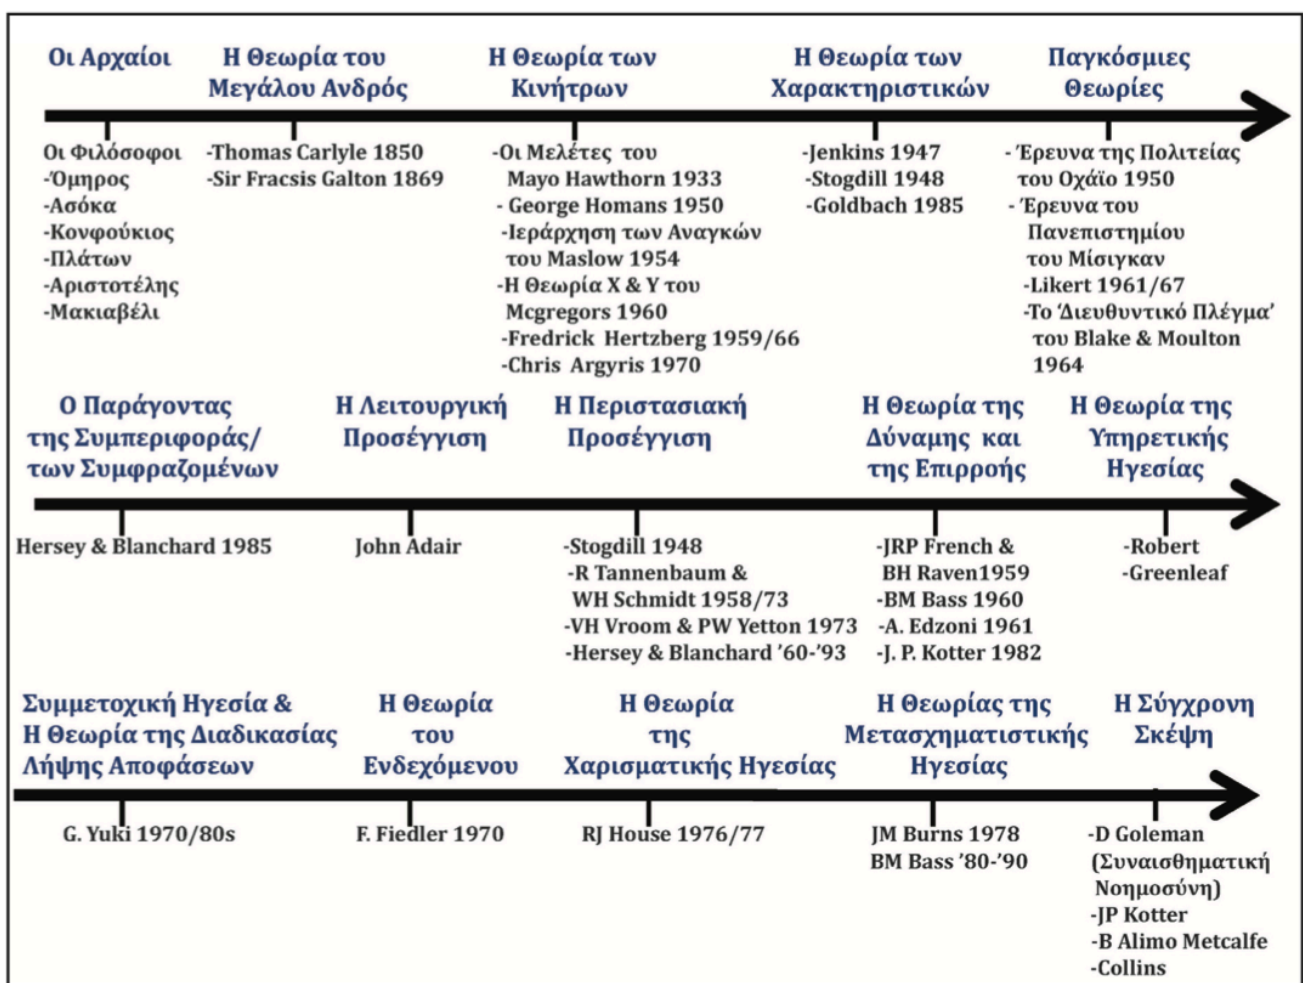 Οι Αρχαίοι
Οι Φιλόσοφοι
-Όμηρος
-Ασόκα
-Κονφούκιος
-Πλάτων
-Αριστοτέλης
-Μακιαβέλι
Η Θεωρία του
Μεγάλου Ανδρός
-Thomas Carlyle 1850
-Sir Fracsis Galton 1869
Η Θεωρία των
Κινήτρων
-Οι Μελέτες του
Mayo Hawthorn 1933
- George Homans 1950
-Ιεράρχηση των Αναγκών
του Maslow 1954
-Η Θεωρία Χ & Υ του
Mcgregors 1960
-Fredrick Hertzberg 1959/66
-Chris Argyris 1970
Η Θεωρία των
Χαρακτηριστικών
-Jenkins 1947
-Stogdill 1948
-Goldbach 1985
Παγκόσμιες
Θεωρίες
- Έρευνα της Πολιτείας
του Οχάϊο 1950
- Έρευνα του
Πανεπιστημίου
του Μίσιγκαν
-Likert 1961/67
-Το ‘Διευθυντικό Πλέγμα’
του Blake & Moulton
1964
Ο Παράγοντας
της Συμπεριφοράς/
των Συμφραζομένων
Hersey & Blanchard 1985
Η Λειτουργική
Προσέγγιση
John Adair
Η Περιστασιακή
Προσέγγιση
-Stogdill 1948
-R Tannenbaum &
WH Schmidt 1958/73
-VH Vroom & PW Yetton 1973
-Hersey & Blanchard ’60-’93
Η Θεωρία της
Δύναμης και
της Επιρροής
-JRP French &
BH Raven1959
-BM Bass 1960
-A. Edzoni 1961
-J. P. Kotter 1982
Η Θεωρία της
Υπηρετικής
Ηγεσίας
-Robert
-Greenleaf
Συμμετοχική Ηγεσία &
Η Θεωρία της Διαδικασίας
Λήψης Αποφάσεων
G. Yuki 1970/80s
Η Θεωρία
του
Ενδεχόμενου
F. Fiedler 1970
Η Θεωρία
της
Χαρισματικής Ηγεσίας
RJ House 1976/77
Η Θεωρίας της
Μετασχηματιστικής
Ηγεσίας
JM Burns 1978
BM Bass ’80-’90
Η Σύγχρονη
Σκέψη
-D Goleman
(Συναισθηματική
Νοημοσύνη)
-JP Kotter
-B Alimo Metcalfe
-Collins